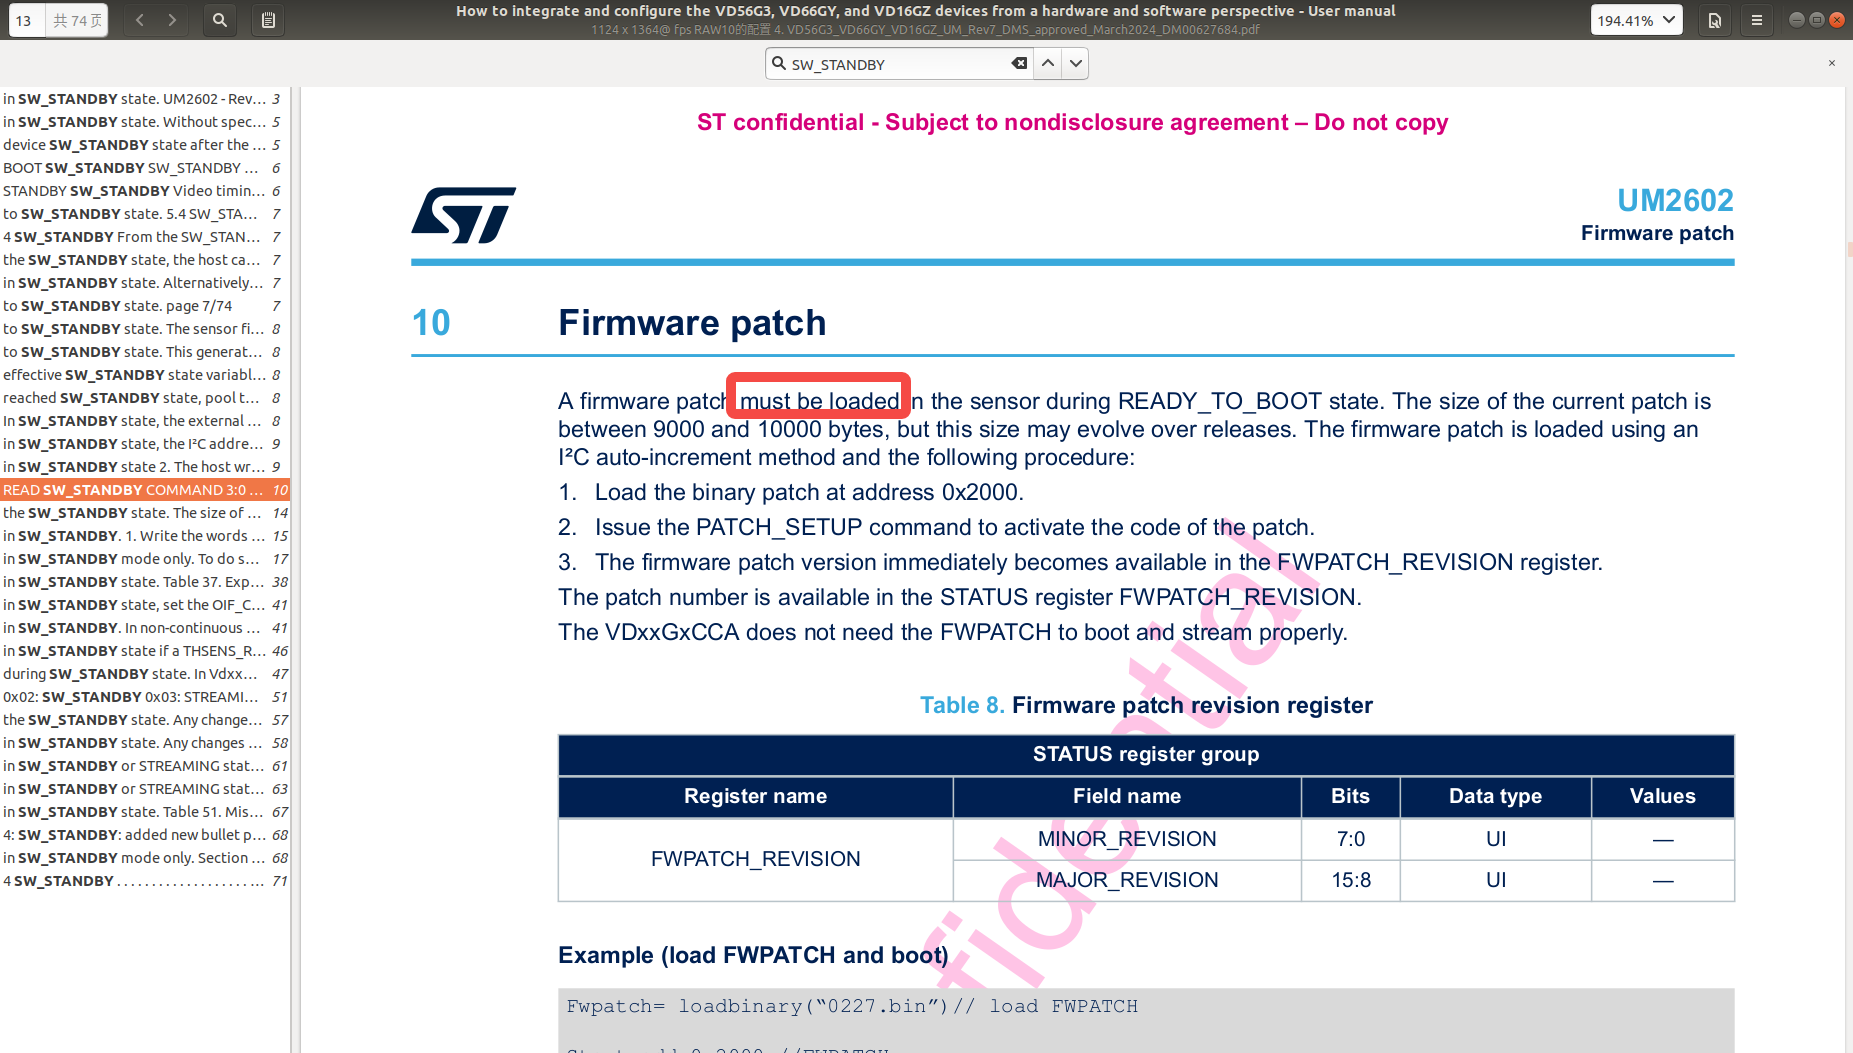 13
共 74 页
How to integrate and configure the VD56G3, VD66GY, and VD16GZ devices from a hardware and software perspective - User manual
1124 x 1364@ fps RAW10的配置 4. VD56G3_VD66GY_VD16GZ_UM_Rev7_DMS_approved_March2024_DM00627684.pdf
194.41%
SW_STANDBY
in SW_STANDBY state. UM2602 - Rev… 3
in SW_STANDBY state. Without spec… 5
device SW_STANDBY state after the … 5
BOOT SW_STANDBY SW_STANDBY … 6
STANDBY SW_STANDBY Video timin… 6
to SW_STANDBY state. 5.4 SW_STA… 7
4 SW_STANDBY From the SW_STAN… 7
the SW_STANDBY state, the host ca… 7
in SW_STANDBY state. Alternatively… 7
to SW_STANDBY state. page 7/74 7
to SW_STANDBY state. The sensor fi… 8
to SW_STANDBY state. This generat… 8
effective SW_STANDBY state variabl… 8
reached SW_STANDBY state, pool t… 8
In SW_STANDBY state, the external … 8
in SW_STANDBY state, the I²C addre… 9
in SW_STANDBY state 2. The host wr… 9
READ SW_STANDBY COMMAND 3:0 … 10
the SW_STANDBY state. The size of … 14
in SW_STANDBY. 1. Write the words … 15
in SW_STANDBY mode only. To do s… 17
in SW_STANDBY state. Table 37. Exp… 38
in SW_STANDBY state, set the OIF_C… 41
in SW_STANDBY. In non-continuous … 41
in SW_STANDBY state if a THSENS_R… 46
during SW_STANDBY state. In Vdxx… 47
0x02: SW_STANDBY 0x03: STREAMI… 51
the SW_STANDBY state. Any change… 57
in SW_STANDBY state. Any changes … 58
in SW_STANDBY or STREAMING stat… 61
in SW_STANDBY or STREAMING stat… 63
in SW_STANDBY state. Table 51. Mis… 67
4: SW_STANDBY: added new bullet p… 68
in SW_STANDBY mode only. Section … 68
4 SW_STANDBY . . . . . . . . . . . . . . . . . . . … 71
ST confidential - Subject to nondisclosure agreement – Do not copy
ST
UM2602
Firmware patch
10 Firmware patch
A firmware patch must be loaded in the sensor during READY_TO_BOOT state. The size of the current patch is
between 9000 and 10000 bytes, but this size may evolve over releases. The firmware patch is loaded using an
I²C auto-increment method and the following procedure:
1. Load the binary patch at address 0x2000.
2. Issue the PATCH_SETUP command to activate the code of the patch.
3. The firmware patch version immediately becomes available in the FWPATCH_REVISION register.
The patch number is available in the STATUS register FWPATCH_REVISION.
The VDxxGxCCA does not need the FWPATCH to boot and stream properly.
Table 8. Firmware patch revision register
STATUS register group
Register name Field name Bits Data type Values
FWPATCH_REVISION
MINOR_REVISION 7:0 UI —
MAJOR_REVISION 15:8 UI —
fidential
Example (load FWPATCH and boot)
Fwpatch= loadbinary(“0227.bin”)// load FWPATCH